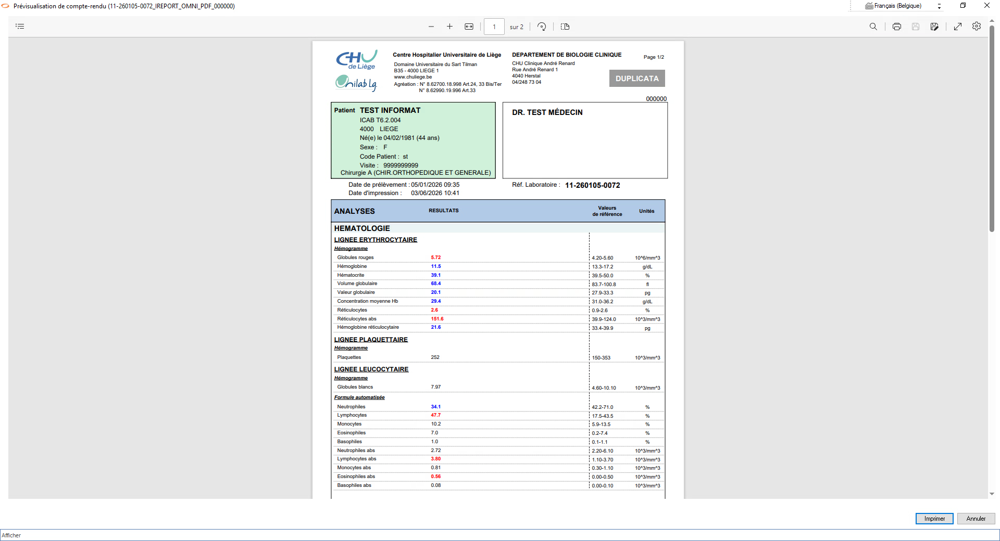 Prévisualisation de compte-rendu (11-260105-0072_IREPORT_OMNI_PDF_000000)
Français (Belgique)
1 sur 2
CHU de Liège
Unilab Lg.
Centre Hospitalier Universitaire de Liège
Domaine Universitaire du Sart Tilman
B35 - 4000 LIEGE 1
www.chuliege.be
Agréation : N° 8.62700.18.998 Art.24, 33 Bis/Ter
N° 8.62990.19.996 Art.33
DEPARTEMENT DE BIOLOGIE CLINIQUE
CHU Clinique André Renard
Rue André Renard 1
4040 Herstal
04/248 73 04
Page 1/2
DUPLICATA
000000
Patient TEST INFORMAT
ICAB T6.2.004
4000 LIEGE
Né(e) le 04/02/1981 (44 ans)
Sexe : F
Code Patient : st
Visite : 9999999999
Chirurgie A (CHIR.ORTHOPEDIQUE ET GENERALE)
DR. TEST MÉDECIN
Date de prélèvement : 05/01/2026 09:35
Date d'impression : 03/06/2026 10:41
Réf. Laboratoire : 11-260105-0072
ANALYSES RESULTATS Valeurs de référence Unités
HEMATOLOGIE
LIGNEE ERYTHROCYTAIRE
Hémogramme
Globules rouges 5.72 4.20-5.60 10^6/mm^3
Hémoglobine 11.5 13.3-17.2 g/dL
Hématocrite 39.1 39.5-50.0 %
Volume globulaire 68.4 83.7-100.8 fl
Valeur globulaire 20.1 27.9-33.3 pg
Concentration moyenne Hb 29.4 31.0-36.2 g/dL
Réticulocytes 2.6 0.9-2.6 %
Réticulocytes abs 151.6 39.9-124.0 10^3/mm^3
Hémoglobine réticulocytaire 21.6 33.4-39.9 pg
LIGNEE PLAQUETTAIRE
Hémogramme
Plaquettes 252 150-353 10^3/mm^3
LIGNEE LEUCOCYTAIRE
Hémogramme
Globules blancs 7.97 4.60-10.10 10^3/mm^3
Formule automatisée
Neutrophiles 34.1 42.2-71.0 %
Lymphocytes 47.7 17.5-43.5 %
Monocytes 10.2 5.9-13.5 %
Eosinophiles 7.0 0.2-7.4 %
Basophiles 1.0 0.1-1.1 %
Neutrophiles abs 2.72 2.20-6.10 10^3/mm^3
Lymphocytes abs 3.80 1.10-3.70 10^3/mm^3
Monocytes abs 0.81 0.30-1.10 10^3/mm^3
Eosinophiles abs 0.56 0.00-0.50 10^3/mm^3
Basophiles abs 0.08 0.00-0.10 10^3/mm^3
Imprimer Annuler
Afficher